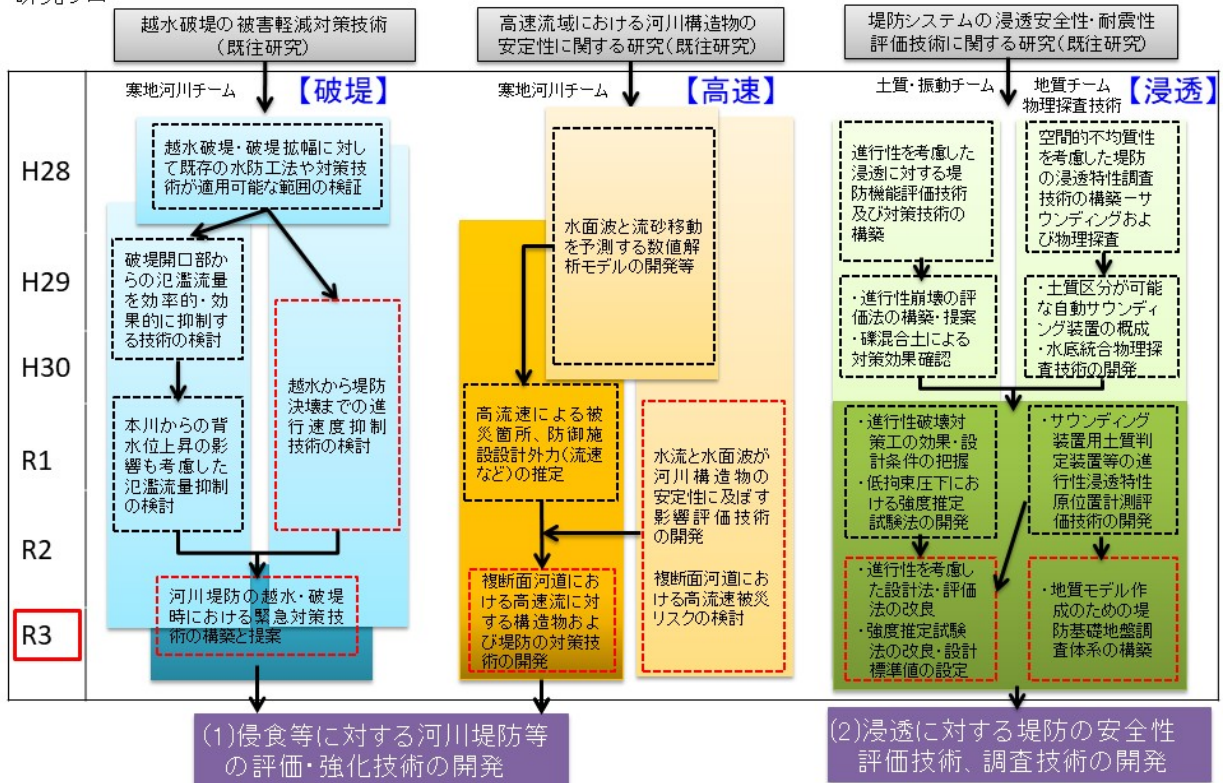 越水破堤の被害軽減対策技術
(既往研究)
高速流域における河川構造物の
安定性に関する研究(既往研究)
堤防システムの浸透安全性・耐震性
評価技術に関する研究(既往研究)
寒地河川チーム
【破堤】
寒地河川チーム
【高速】
土質・振動チーム
地質チーム
物理探査技術
【浸透】
H28
H29
H30
R1
R2
R3
越水破堤・破堤拡幅に対し
て既存の水防工法や対策技
術が適用可能な範囲の検証
破堤開口部か
らの氾濫流量
を効率的・効
果的に抑制す
る技術の検討
越水から堤防
決壊までの進
行速度抑制
技術の検討
本川からの背
水位上昇の影
響も考慮した
氾濫流量抑制
の検討
河川堤防の越水・破堤
時における緊急対策技
術の構築と提案
水面波と流砂移動
を予測する数値解
析モデルの開発等
高流速による被
災箇所、防御施
設設計外力(流速
など)の推定
水流と水面波が
河川構造物の
安定性に及ぼす
影響評価技術
の開発
複断面河道にお
ける高流速被災
リスクの検討
複断面河道にお
ける高速流に対
する構造物およ
び堤防の対策技
術の開発
進行性を考慮した
浸透に対する堤
防機能評価技術
及び対策技術の
構築
空間的不均質性
を考慮した堤防
の浸透特性調査
技術の構築-サ
ウンディングおよ
び物理探査
・進行性崩壊の評
価法の構築・提案
・礫混合土による
対策効果確認
・土質区分が可能
な自動サウンディ
ング装置の概成
・水底統合物理探
査技術の開発
・進行性破壊対
策工の効果・設
計条件の把握
・低拘束圧下にお
ける強度推定
試験法の開発
・サウンディング
装置用土質判
定装置等の進
行性浸透特性
原位置計測評
価技術の開発
・進行性を考慮し
た設計法・評価
法の改良
・強度推定試験
法の改良・設計
標準値の設定
・地質モデル作
成のための堤
防基礎地盤調
査体系の構築
(1)侵食等に対する河川堤防等
の評価・強化技術の開発
(2)浸透に対する堤防の安全性
評価技術、調査技術の開発